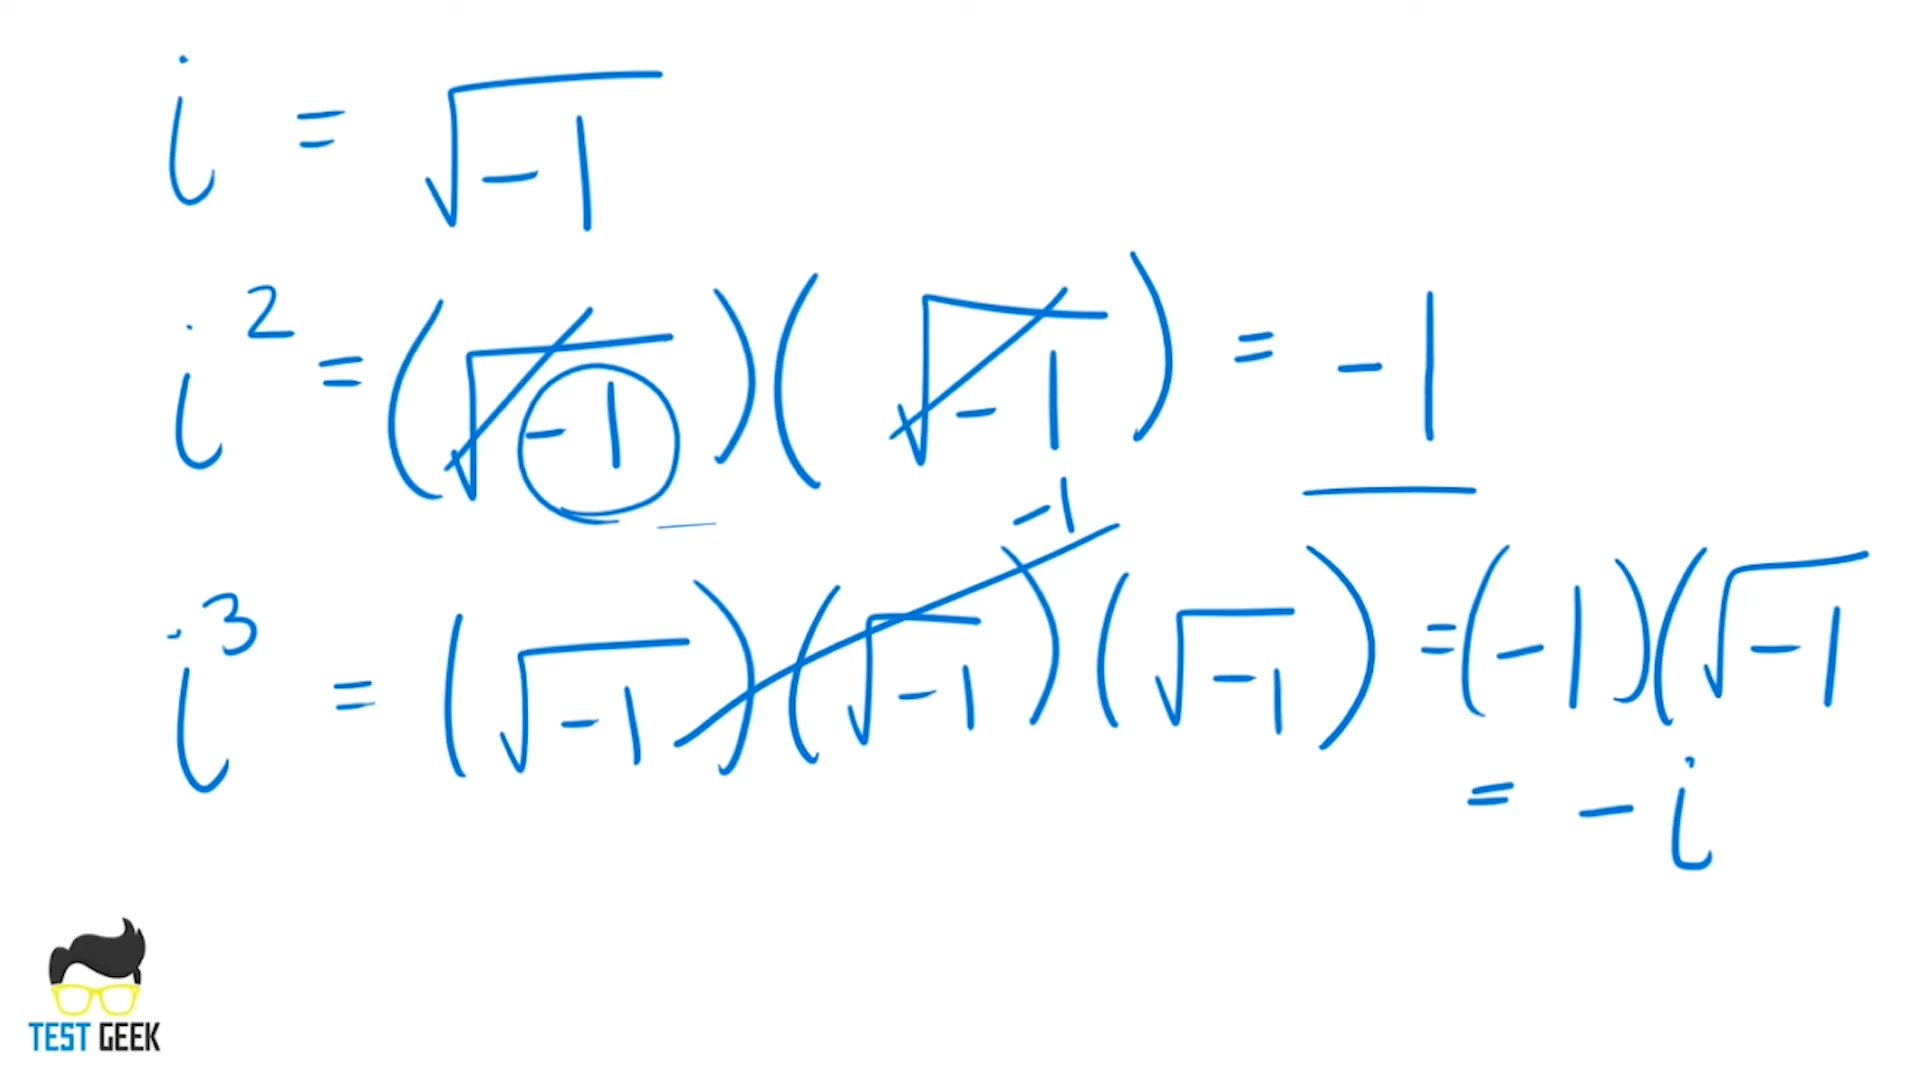 i = √-1
i² = (√-1)(√-1) = -1
-1
i³ = (√-1)(√-1)(√-1) = (-1)(√-1
= -i
TEST GEEK